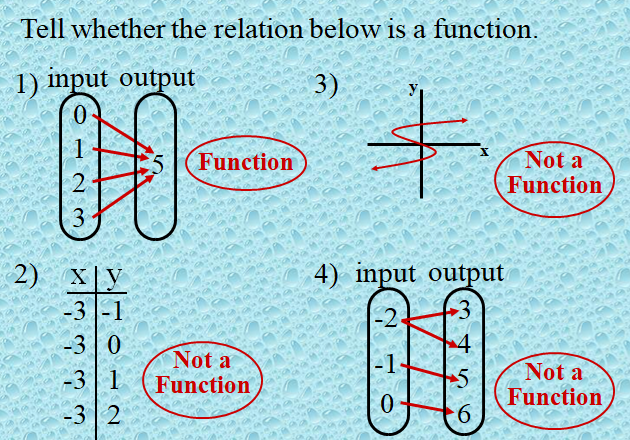 Tell whether the relation below is a function.
1) input output
0
1
2
3
5
Function
2) x y
-3 -1
-3 0
-3 1
-3 2
Not a
Function
3)
y
x
Not a
Function
4) input output
-2
-1
0
3
4
5
6
Not a
Function